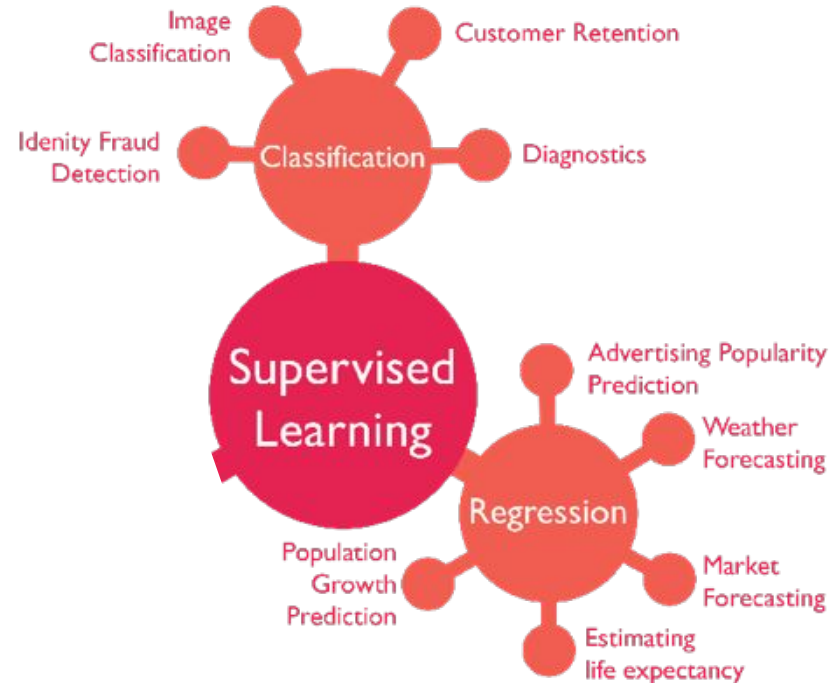 Image
Classification
Customer Retention
Idenity Fraud
Detection
Classification
Diagnostics
Supervised
Learning
Advertising Popularity
Prediction
Weather
Forecasting
Regression
Population
Growth
Prediction
Market
Forecasting
Estimating
life expectancy